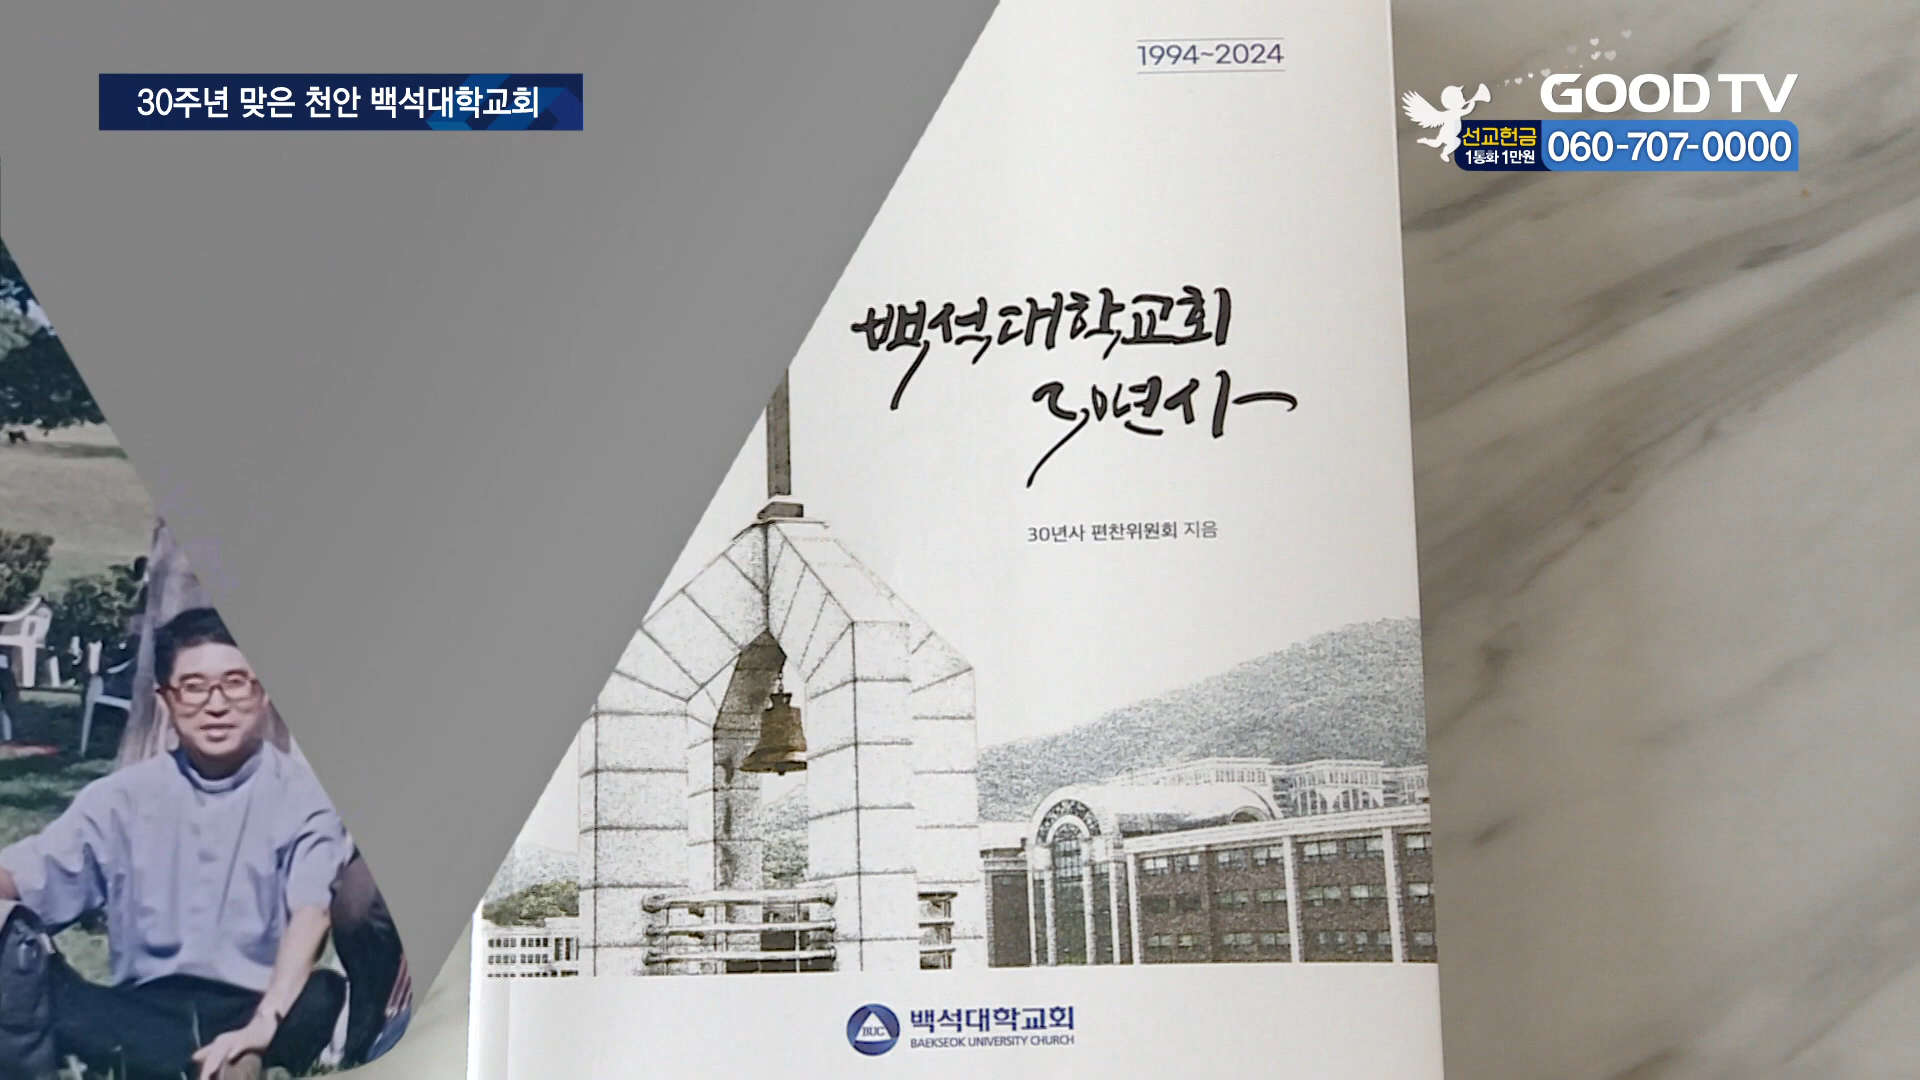 30주년 맞은 천안 백석대학교회
GOOD TV
선교헌금
1통화 1만원
060-707-0000
1994~2024
백석대학교회
30년사
30년사 편찬위원회 지음
BUC
백석대학교회
BAEKSEOK UNIVERSITY CHURCH